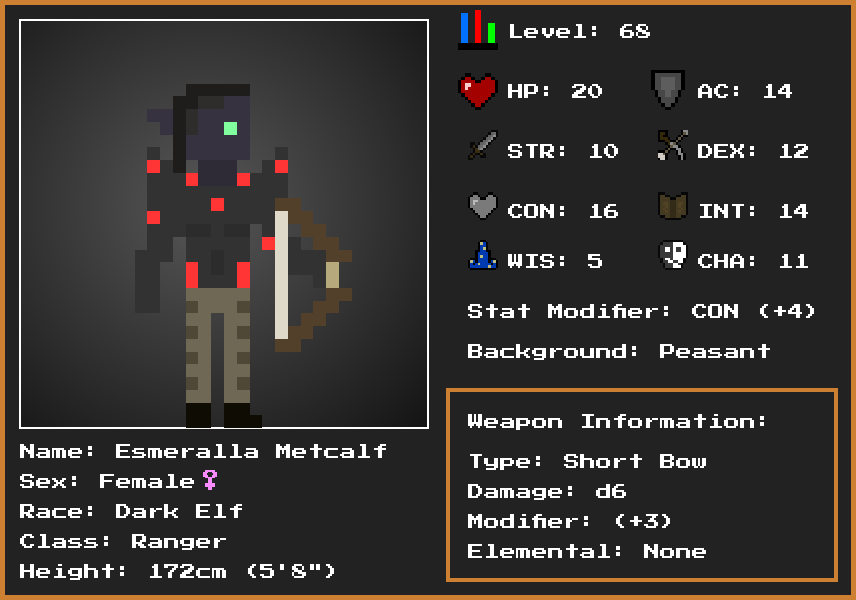 Level: 68
HP: 20
AC: 14
STR: 10
DEX: 12
CON: 16
INT: 14
WIS: 5
CHA: 11
Stat Modifier: CON (+4)
Background: Peasant
Weapon Information:
Type: Short Bow
Damage: d6
Modifier: (+3)
Elemental: None
Name: Esmeralla Metcalf
Sex: Female♀
Race: Dark Elf
Class: Ranger
Height: 172cm (5'8")